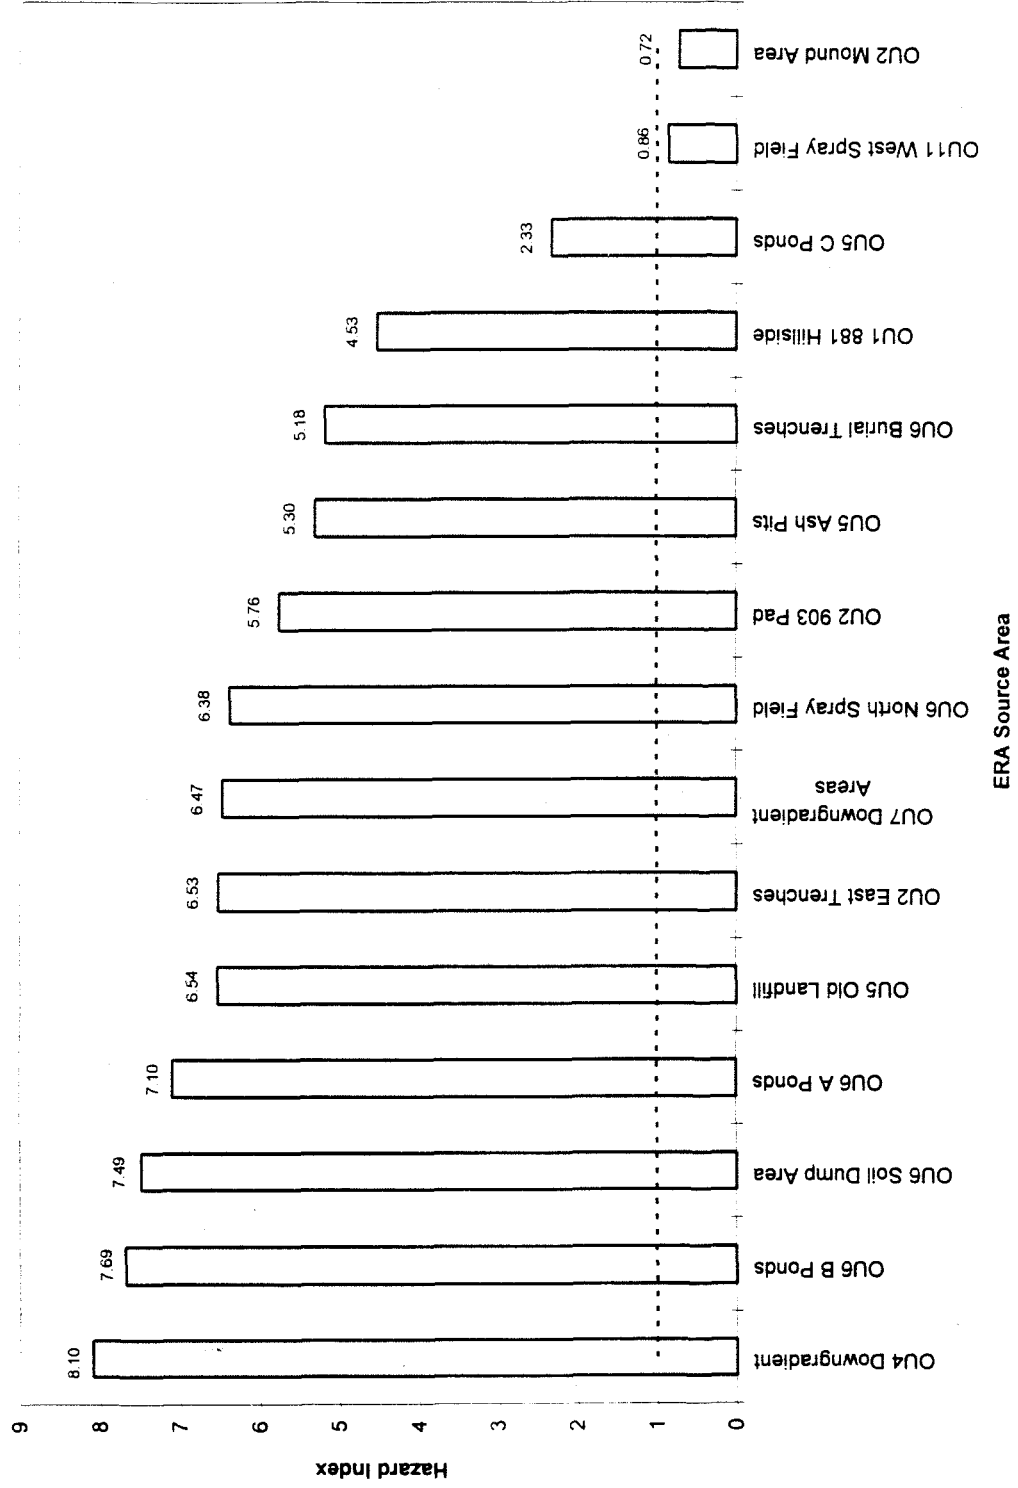 Hazard Index
9
8
7
6
5
4
3
2
1
0
8.10
7.69
7.49
7.10
6.54
6.53
6.47
6.38
5.76
5.30
5.18
4.53
2.33
0.86
0.72
OU4 Downgradient
OU6 B Ponds
OU6 Soil Dump Area
OU6 A Ponds
OU5 Old Landfill
OU2 East Trenches
OU7 Downgradient
Areas
OU6 North Spray Field
OU2 903 Pad
OU5 Ash Pits
OU6 Burial Trenches
OU1 881 Hillside
OU5 C Ponds
OU11 West Spray Field
OU2 Mound Area
ERA Source Area